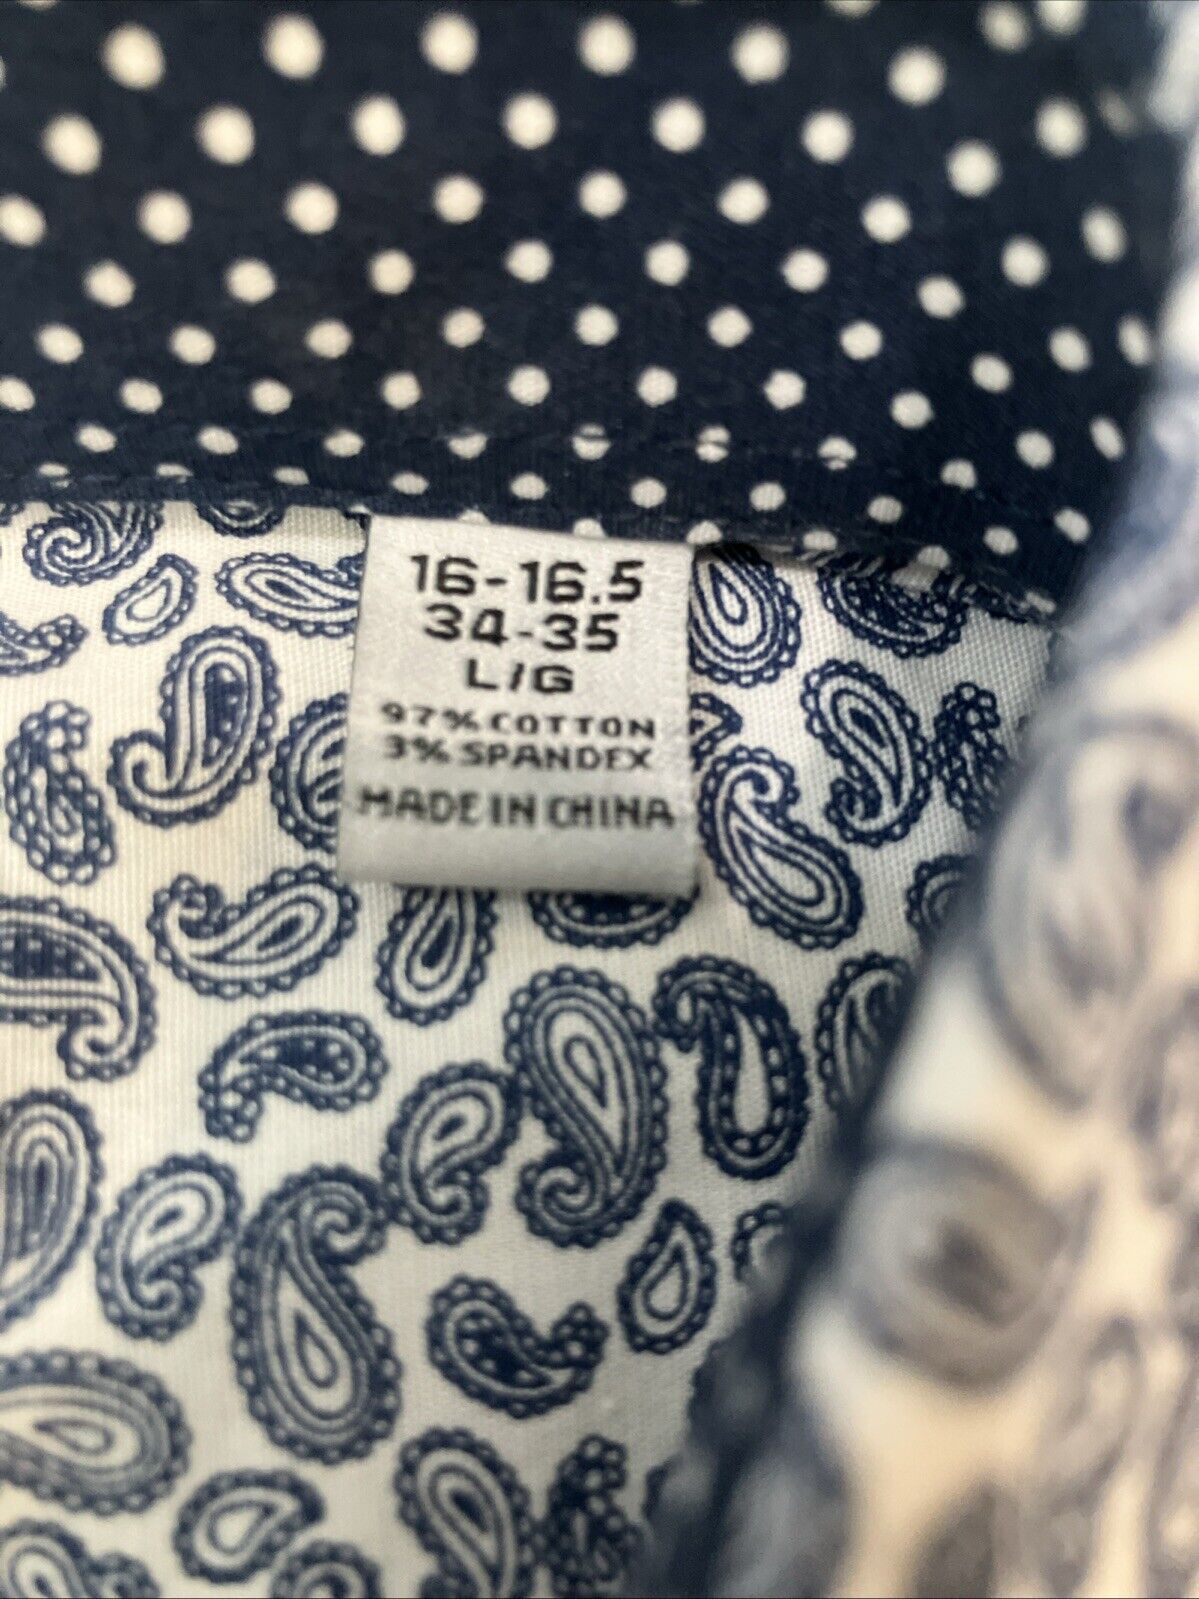 16-16.5
34-35
L/G
97% COTTON
3% SPANDEX
MADE IN CHINA